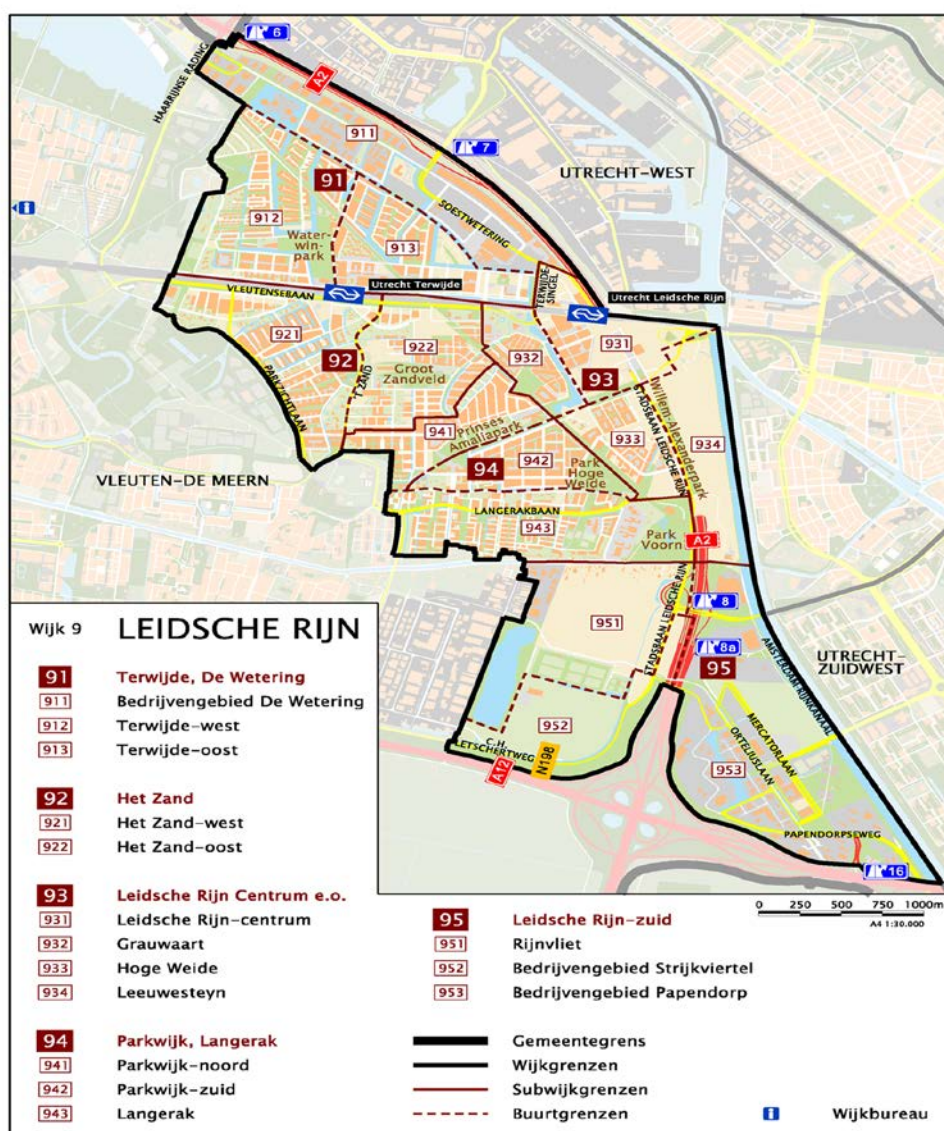 6
HAARRIJNSE RADING
A2
911
7
UTRECHT-WEST
91
SOESTWETERING
912
913
Water-
win-
park
Utrecht Terwijde
TERWIJDE-
SINGEL
Utrecht Leidsche Rijn
VLEUTENSEBAAN
921
922
932
931
92
Groot
Zandveld
93
'T ZAND
PARKZICHTLAAN
Willem-Alexanderpark
STADSBAAN LEIDSCHE RIJN
941
Prinses
Amaliapark
933
934
94
942
Park
Hoge
Weide
VLEUTEN-DE MEERN
LANGERAKBAAN
943
Park
Voorn
A2
8
951
STADSBAAN LEIDSCHE RIJN
8a
95
UTRECHT-
ZUIDWEST
AMSTERDAM RIJNKANAAL
952
C.H.
LETSCHERTWEG
A12
N198
MERCATORLAAN
ORTELIUSLAAN
953
PAPENDORPSEWEG
16
0 250 500 1000m
A4 1:30.000
Wijk 9 LEIDSCHE RIJN
91 Terwijde, De Wetering
911 Bedrijvengebied De Wetering
912 Terwijde-west
913 Terwijde-oost
92 Het Zand
921 Het Zand-west
922 Het Zand-oost
93 Leidsche Rijn Centrum e.o.
931 Leidsche Rijn-centrum
932 Grauwaart
933 Hoge Weide
934 Leeuwesteyn
94 Parkwijk, Langerak
941 Parkwijk-noord
942 Parkwijk-zuid
943 Langerak
95 Leidsche Rijn-zuid
951 Rijnvliet
952 Bedrijvengebied Strijkviertel
953 Bedrijvengebied Papendorp
Gemeentegrens
Wijkgrenzen
Subwijkgrenzen
Buurtgrenzen
i Wijkbureau